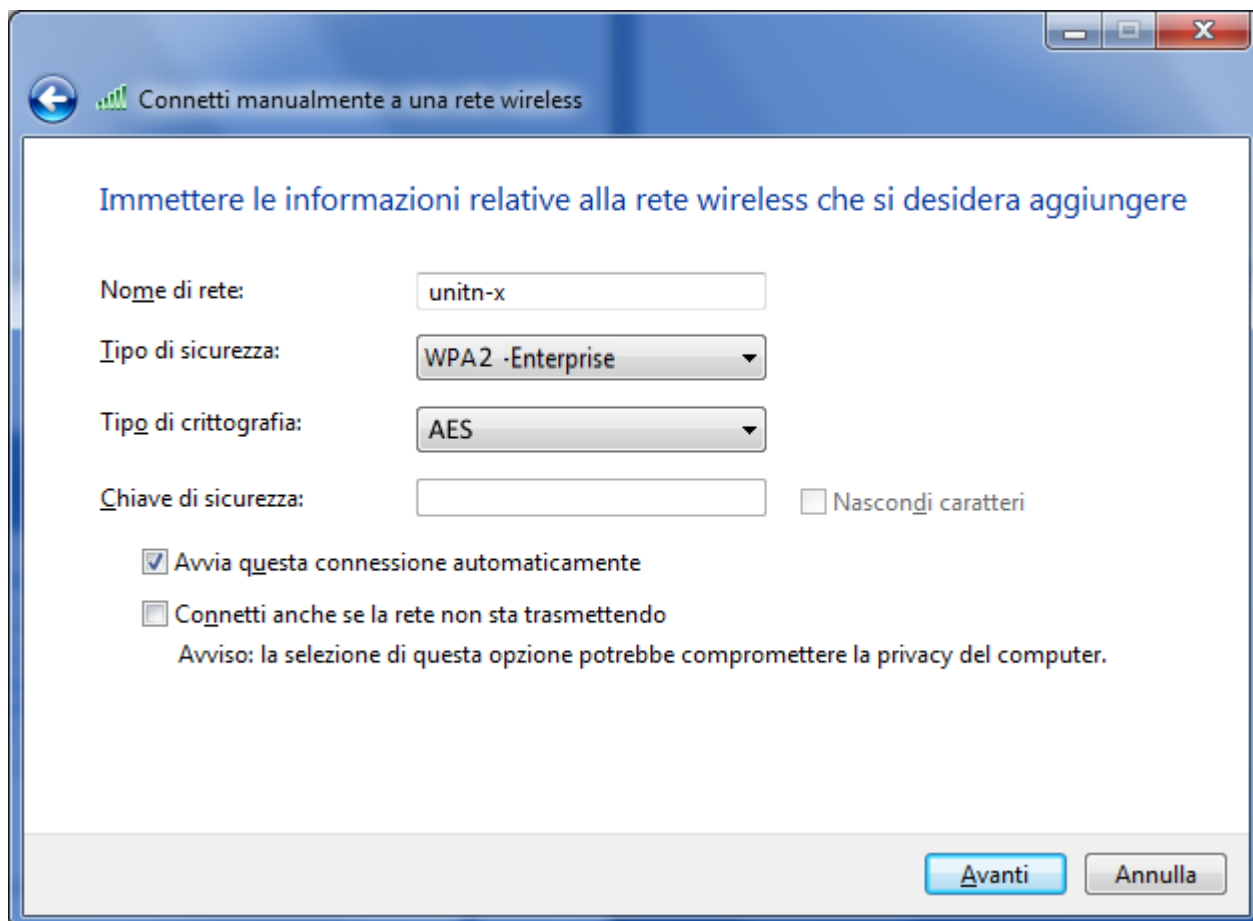 Connetti manualmente a una rete wireless
Immettere le informazioni relative alla rete wireless che si desidera aggiungere
Nome di rete: unitn-x
Tipo di sicurezza: WPA2 -Enterprise
Tipo di crittografia: AES
Chiave di sicurezza: Nascondi caratteri
Avvia questa connessione automaticamente
Connetti anche se la rete non sta trasmettendo
Avviso: la selezione di questa opzione potrebbe compromettere la privacy del computer.
Avanti Annulla